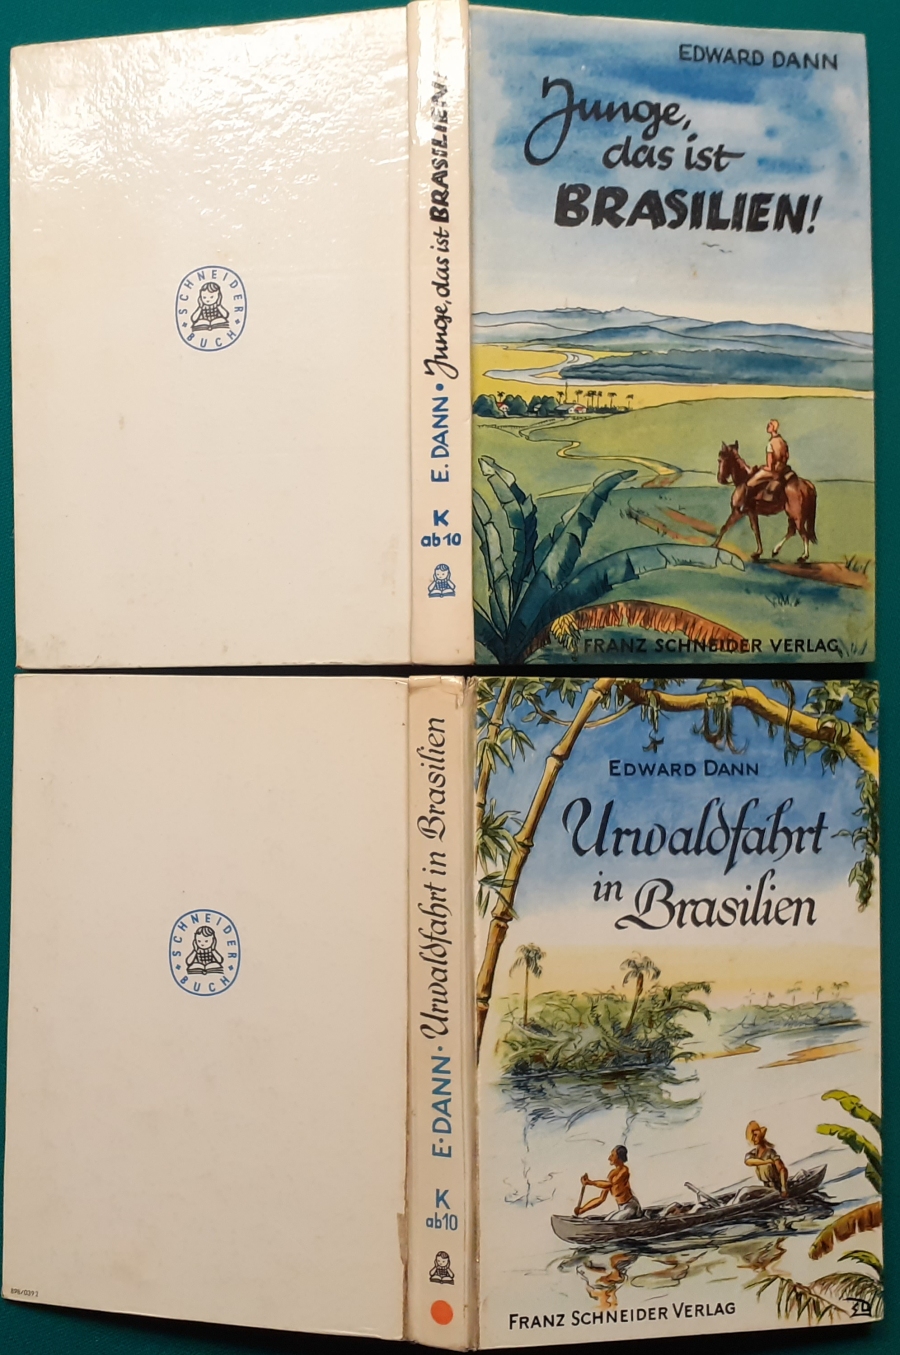 EDWARD DANN
Junge,
das ist
BRASILIEN!
FRANZ SCHNEIDER VERLAG
E. DANN • Junge, das ist BRASILIEN!
K
ab 10
SCHNEIDER
BUCH
EDWARD DANN
Urwaldfahrt
in Brasilien
FRANZ SCHNEIDER VERLAG
E. DANN • Urwaldfahrt in Brasilien
K
ab 10
SCHNEIDER
BUCH